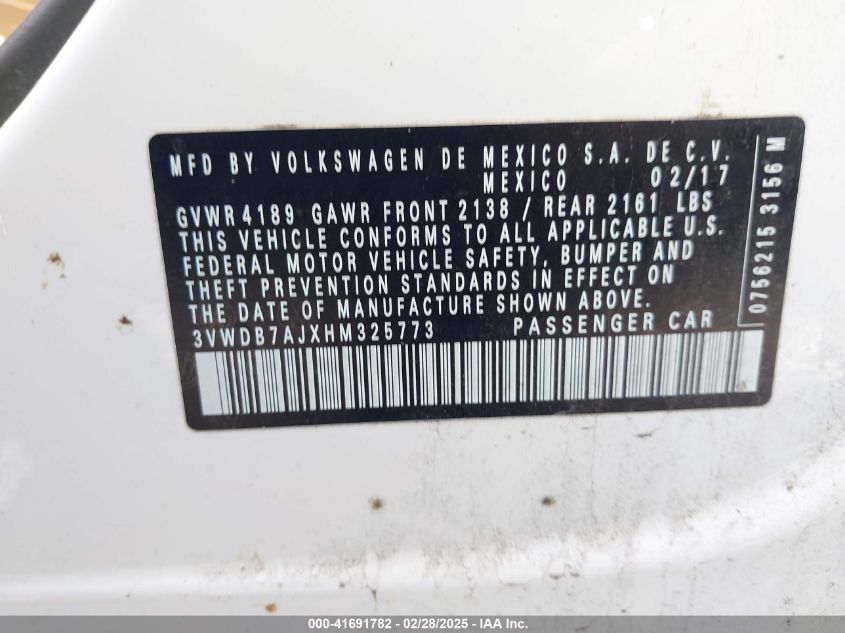 MFD BY VOLKSWAGEN DE MEXICO S.A. DE C.V.
MEXICO 02/17
GVWR 4189 GAWR FRONT 2138 / REAR 2161 LBS
THIS VEHICLE CONFORMS TO ALL APPLICABLE U.S.
FEDERAL MOTOR VEHICLE SAFETY, BUMPER AND
THEFT PREVENTION STANDARDS IN EFFECT ON
THE DATE OF MANUFACTURE SHOWN ABOVE.
3VWDB7AJXHM325773 PASSENGER CAR
0756215 3156 M
000-41691782 / 02/28/2025 - IAA Inc.